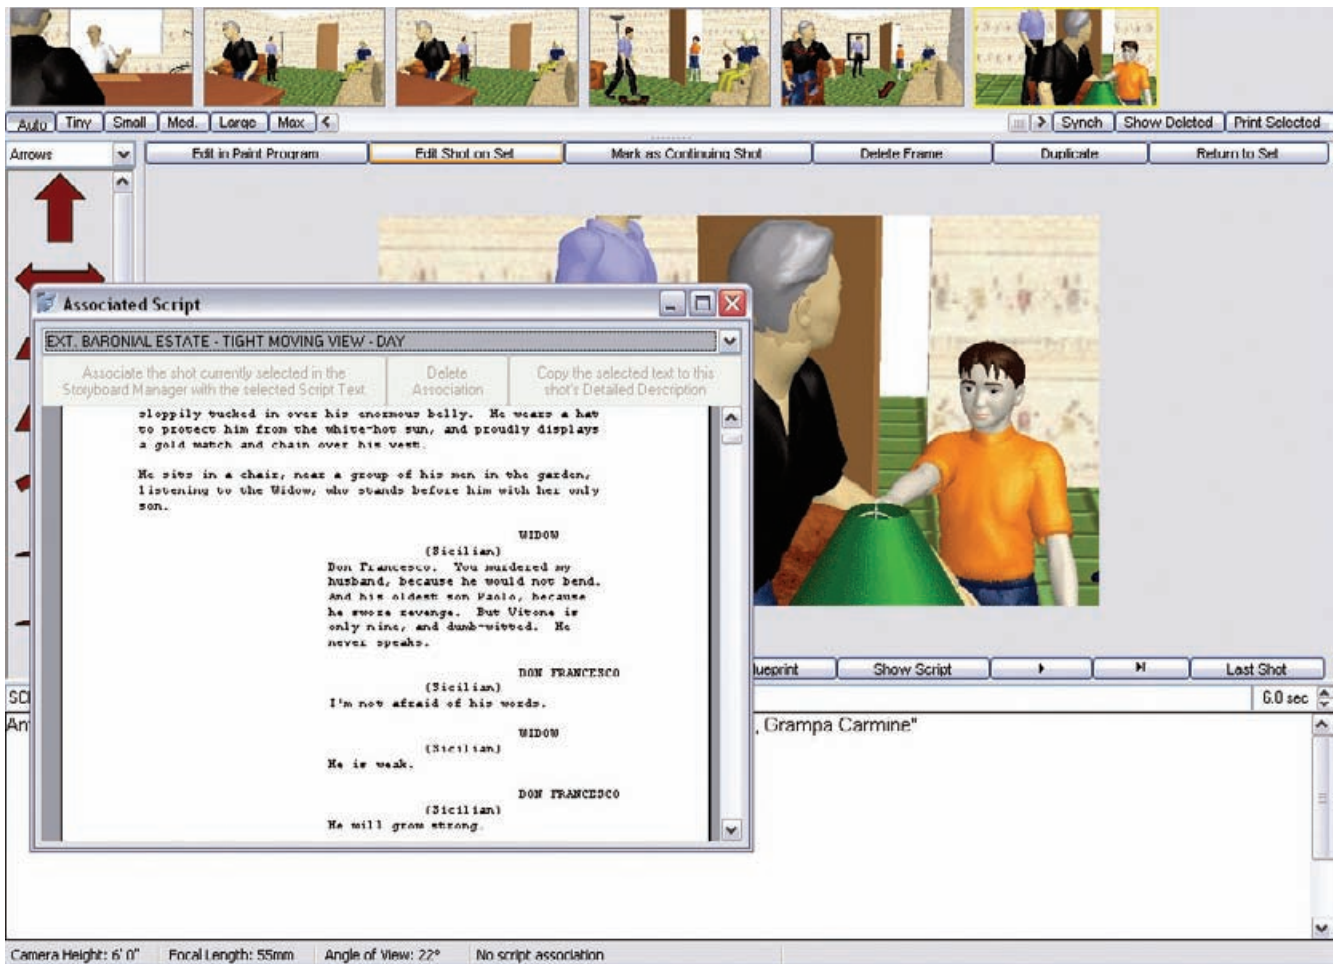 Auto Tiny Small Med. Large Max <
> Synch Show Deleted Print Selected
Arrows
Edit in Paint Program Edit Shot on Set Mark as Continuing Shot Delete Frame Duplicate Return to Set
Associated Script
EXT. BARONIAL ESTATE - TIGHT MOVING VIEW - DAY
Associate the shot currently selected in the
Storyboard Manager with the selected Script Text
Delete
Association
Copy the selected text to this
shot's Detailed Description
sloppily tucked in over his enormous belly. He wears a hat
to protect him from the white-hot sun, and proudly displays
a gold watch and chain over his vest.
He sits in a chair, near a group of his men in the garden,
listening to the Widow, who stands before him with her only
son.
WIDOW
(Sicilian)
Don Francesco. You murdered my
husband, because he would not bend.
And his oldest son Paolo, because
he swore revenge. But Vitone is
only nine, and dumb-witted. He
never speaks.
DON FRANCESCO
(Sicilian)
I'm not afraid of his words.
WIDOW
(Sicilian)
He is weak.
DON FRANCESCO
(Sicilian)
He will grow strong.
lueprint Show Script Last Shot
SC 6.0 sec
An , Grampa Carmine"
Camera Height: 6' 0" Focal Length: 55mm Angle of View: 22° No script association